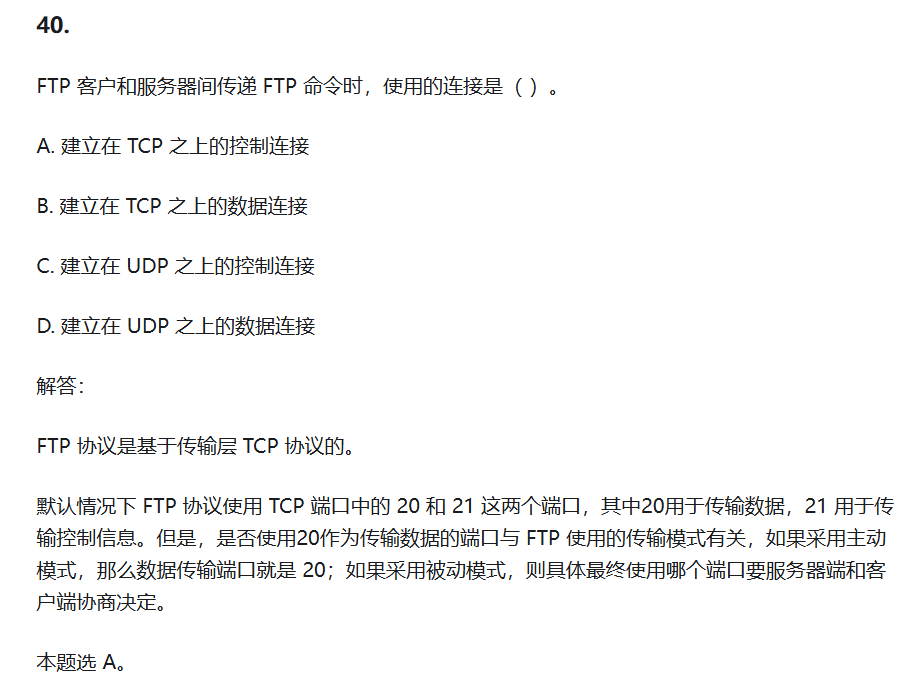 40.
FTP 客户和服务器间传递 FTP 命令时，使用的连接是（ ）。
A. 建立在 TCP 之上的控制连接
B. 建立在 TCP 之上的数据连接
C. 建立在 UDP 之上的控制连接
D. 建立在 UDP 之上的数据连接
解答：
FTP 协议是基于传输层 TCP 协议的。
默认情况下 FTP 协议使用 TCP 端口中的 20 和 21 这两个端口，其中20用于传输数据，21 用于传
输控制信息。但是，是否使用20作为传输数据的端口与 FTP 使用的传输模式有关，如果采用主动
模式，那么数据传输端口就是 20；如果采用被动模式，则具体最终使用哪个端口要服务器端和客
户端协商决定。
本题选 A。